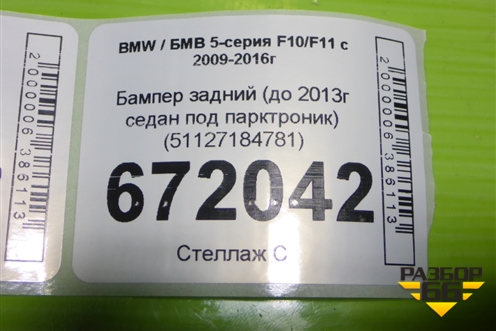 BMW / БМВ 5-серия F10/F11 с
2009-2016г
Бампер задний (до 2013г
седан под парктроник)
(51127184781)
672042
Стеллаж С
2000006386113
2000006386113
РАЗБОР
66